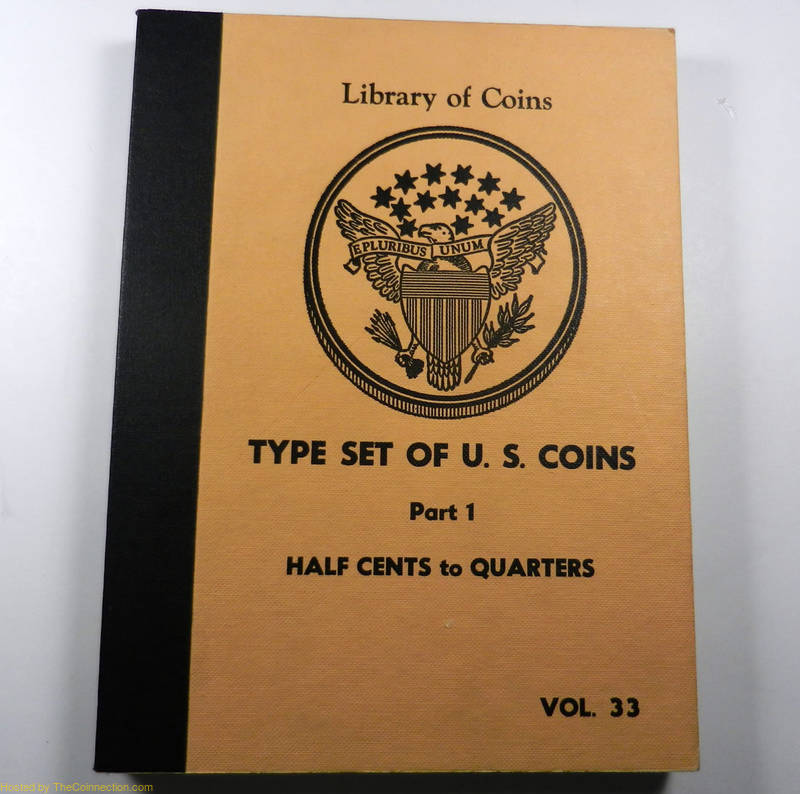 Library of Coins
E PLURIBUS UNUM
TYPE SET OF U. S. COINS
Part 1
HALF CENTS to QUARTERS
VOL. 33
Hosted by TheCoinnection.com